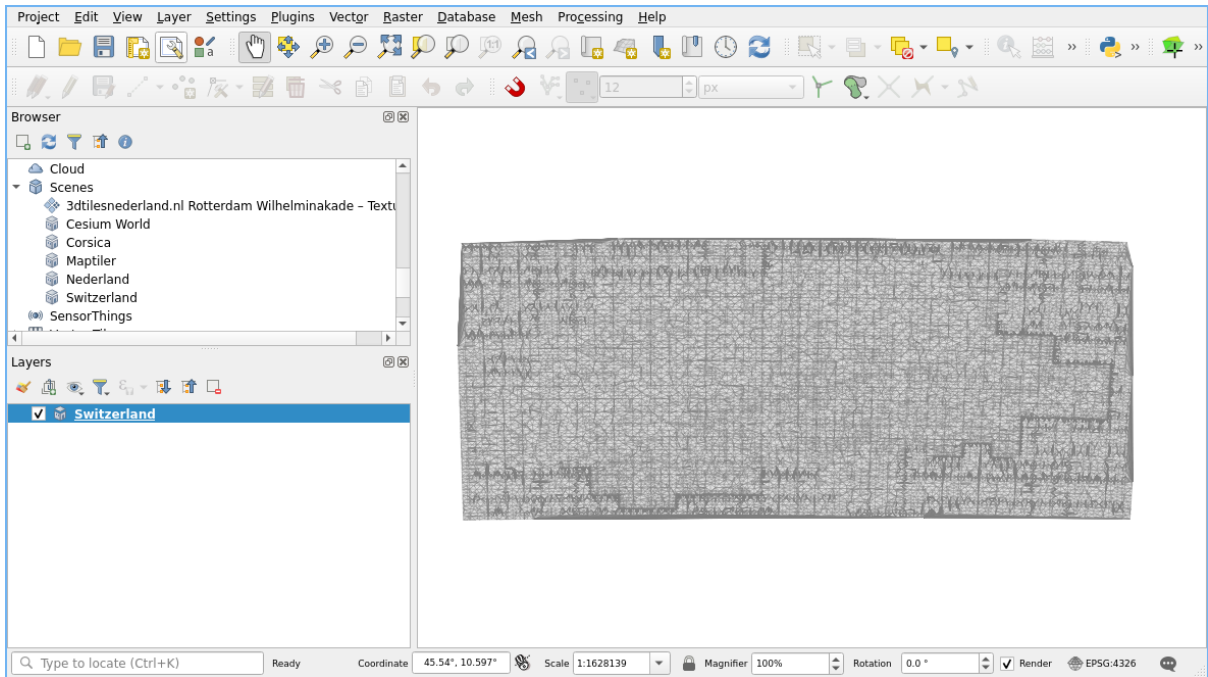 Project Edit View Layer Settings Plugins Vector Raster Database Mesh Processing Help
a
12 px
Browser
Cloud
Scenes
3dtilesnederland.nl Rotterdam Wilhelminakade – Textu
Cesium World
Corsica
Maptiler
Nederland
Switzerland
SensorThings
Layers
Switzerland
Type to locate (Ctrl+K) Ready Coordinate 45.54°, 10.597° Scale 1:1628139 Magnifier 100% Rotation 0.0 ° Render EPSG:4326